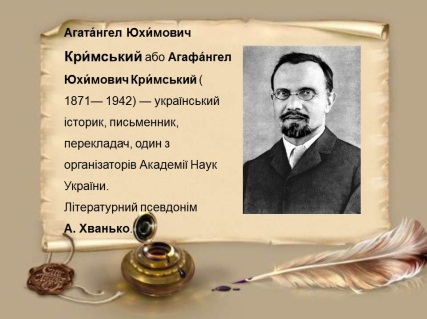 Агата́нгел Юхи́мович
Кри́мський або Агафа́нгел
Юхи́мович Кри́мський (
1871— 1942) — український
історик, письменник,
перекладач, один з
організаторів Академії Наук
України.
Літературний псевдонім
А. Хванько.